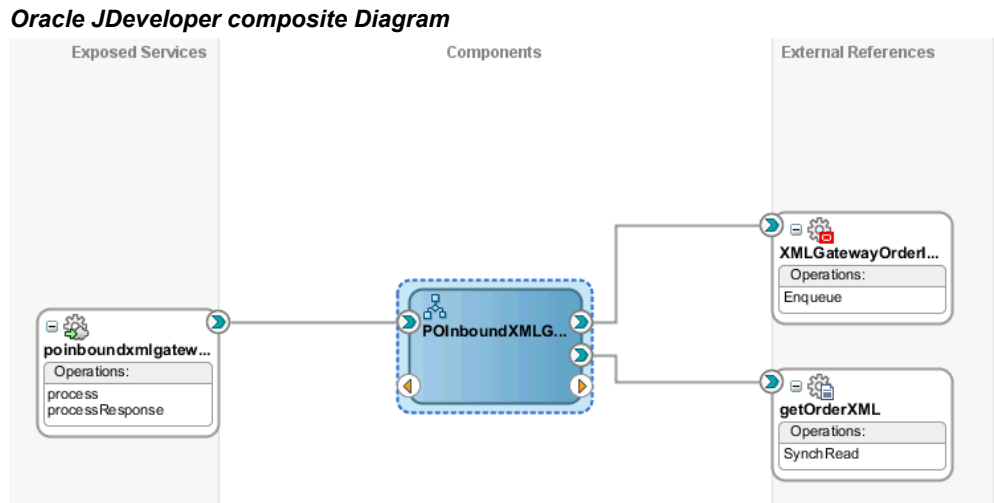 Oracle JDeveloper composite Diagram
Exposed Services
Components
External References
poinboundxmlgatew...
Operations:
process
processResponse
POInboundXMLG...
XMLGatewayOrderI...
Operations:
Enqueue
getOrderXML
Operations:
SynchRead